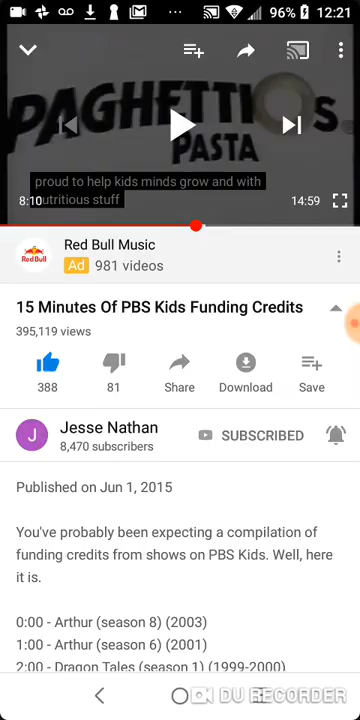 96% 12:21
PAGHETTIOS.
PASTA
proud to help kids minds grow and with
nutritious stuff
8:10
14:59
Red Bull
Red Bull Music
Ad 981 videos
15 Minutes Of PBS Kids Funding Credits
395,119 views
388
81
Share
Download
Save
J
Jesse Nathan
8,470 subscribers
SUBSCRIBED
Published on Jun 1, 2015
You've probably been expecting a compilation of
funding credits from shows on PBS Kids. Well, here
it is.
0:00 - Arthur (season 8) (2003)
1:00 - Arthur (season 6) (2001)
2:00 - Dragon Tales (season 1) (1999-2000)
DU RECORDER